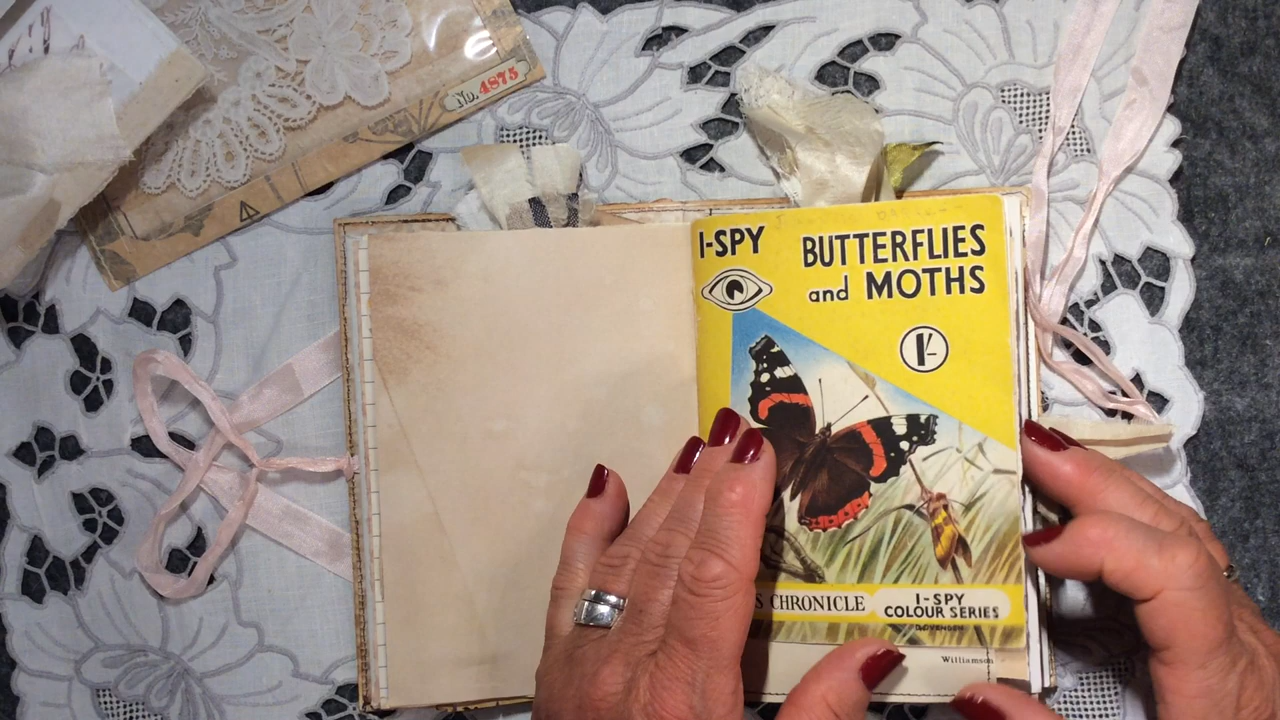 No. 4875
I-SPY
BUTTERFLIES
and MOTHS
1/-
S CHRONICLE
I-SPY
COLOUR SERIES
Williamson